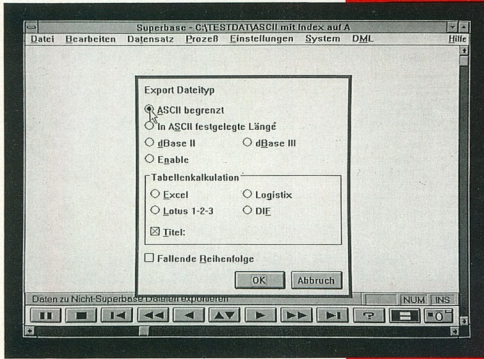 Superbase - C:\TESTDAT\ASCII mit Index auf A
Datei Bearbeiten Datensatz Prozeß Einstellungen System DML Hilfe
Export Dateityp
ASCII begrenzt
In ASCII festgelegte Länge
dBase II dBase III
Enable
Tabellenkalkulation
Excel Logistix
Lotus 1-2-3 DIF
Titel:
Fallende Reihenfolge
OK Abbruch
Daten zu Nicht-Superbase Dateien exportieren NUM INS